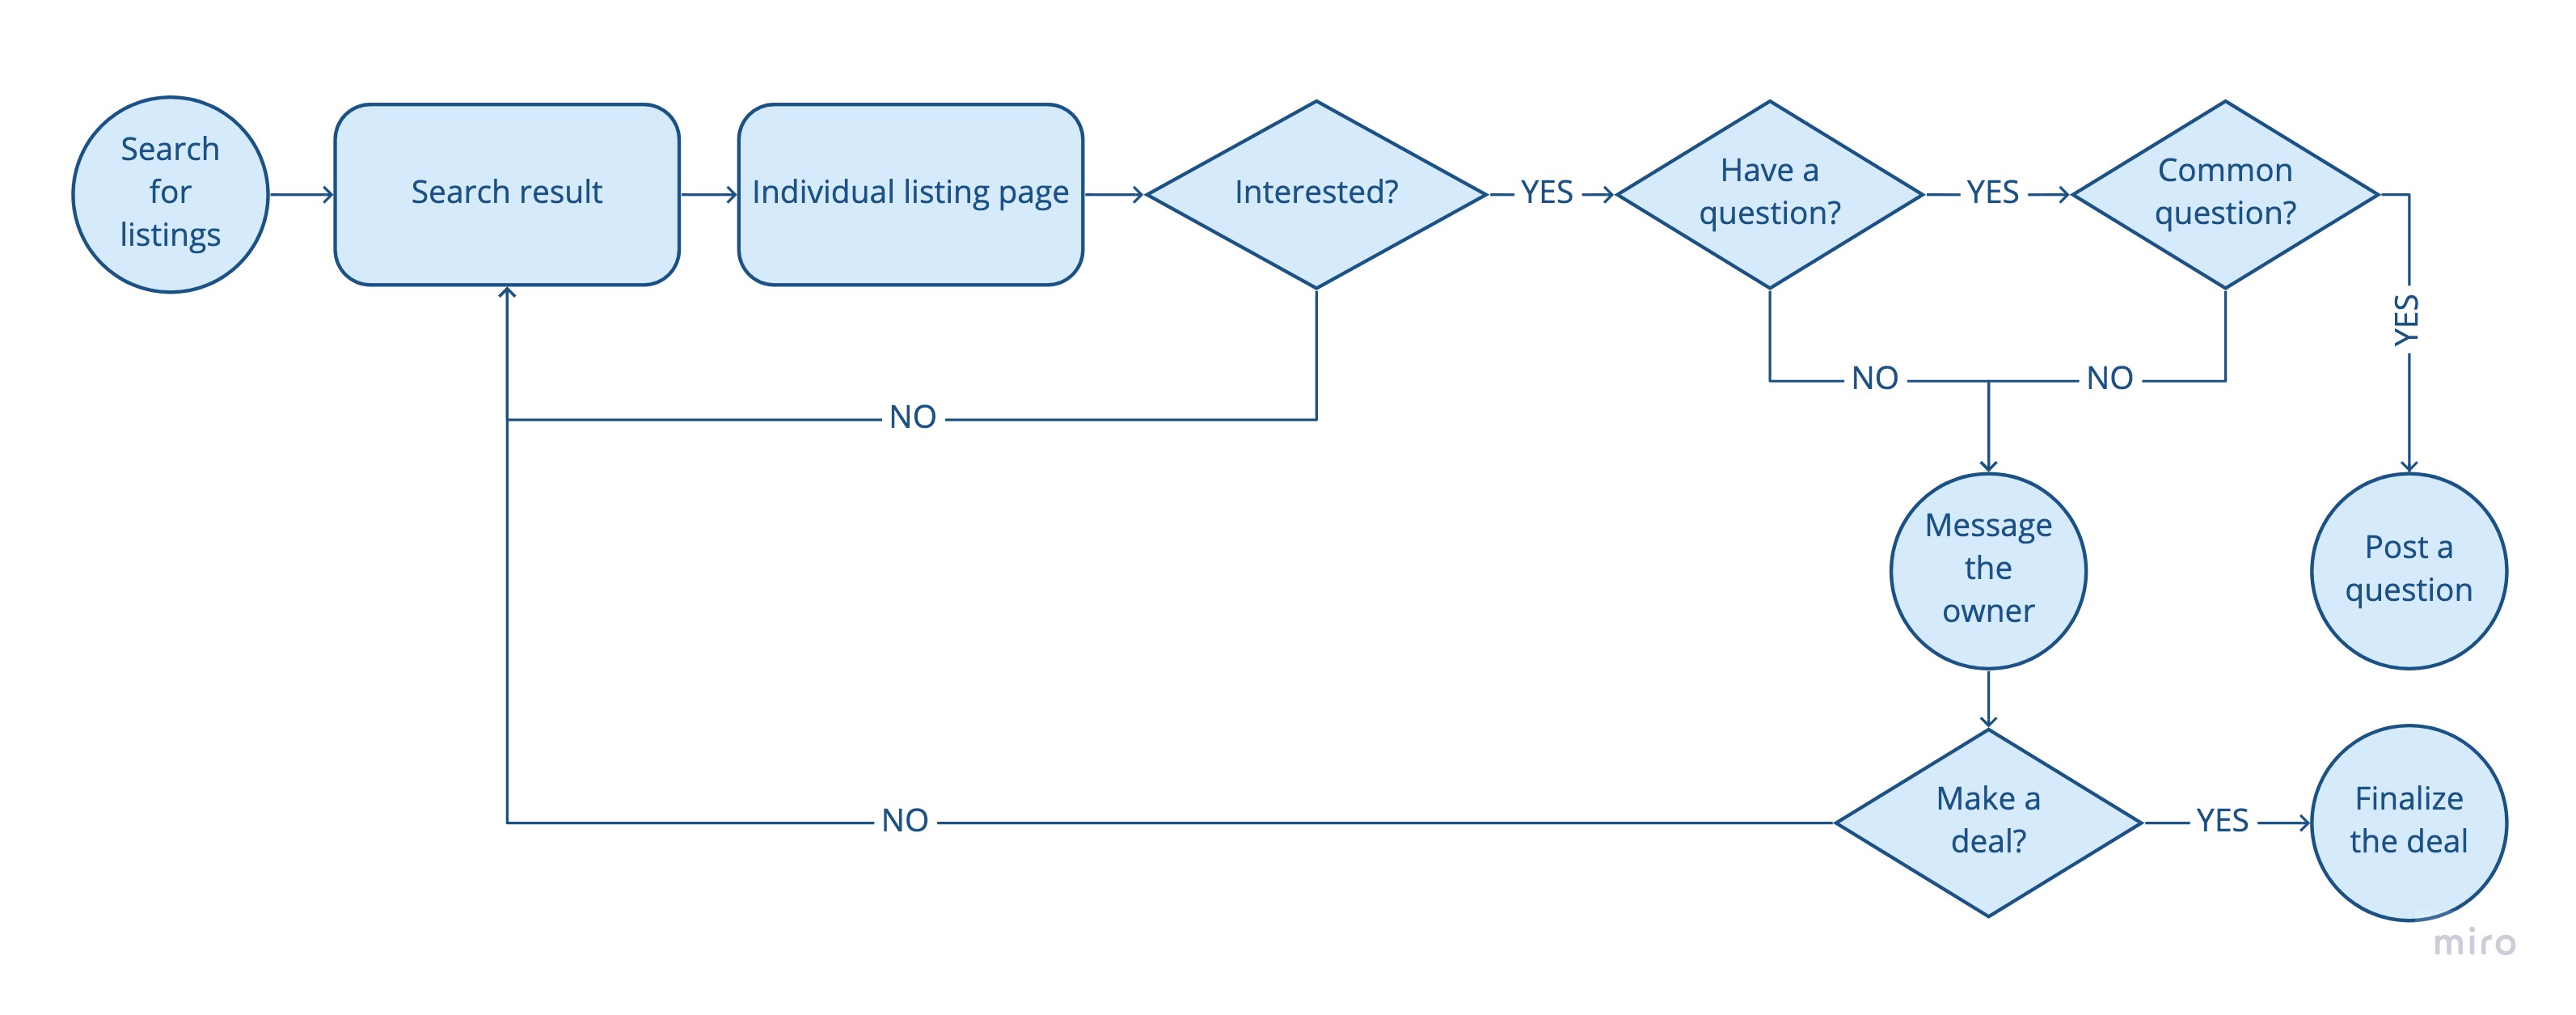 Search
for
listings
Search result
Individual listing page
Interested?
YES
Have a
question?
YES
Common
question?
YES
NO
NO
NO
Message
the
owner
Post a
question
Make a
deal?
YES
Finalize
the deal
NO
miro